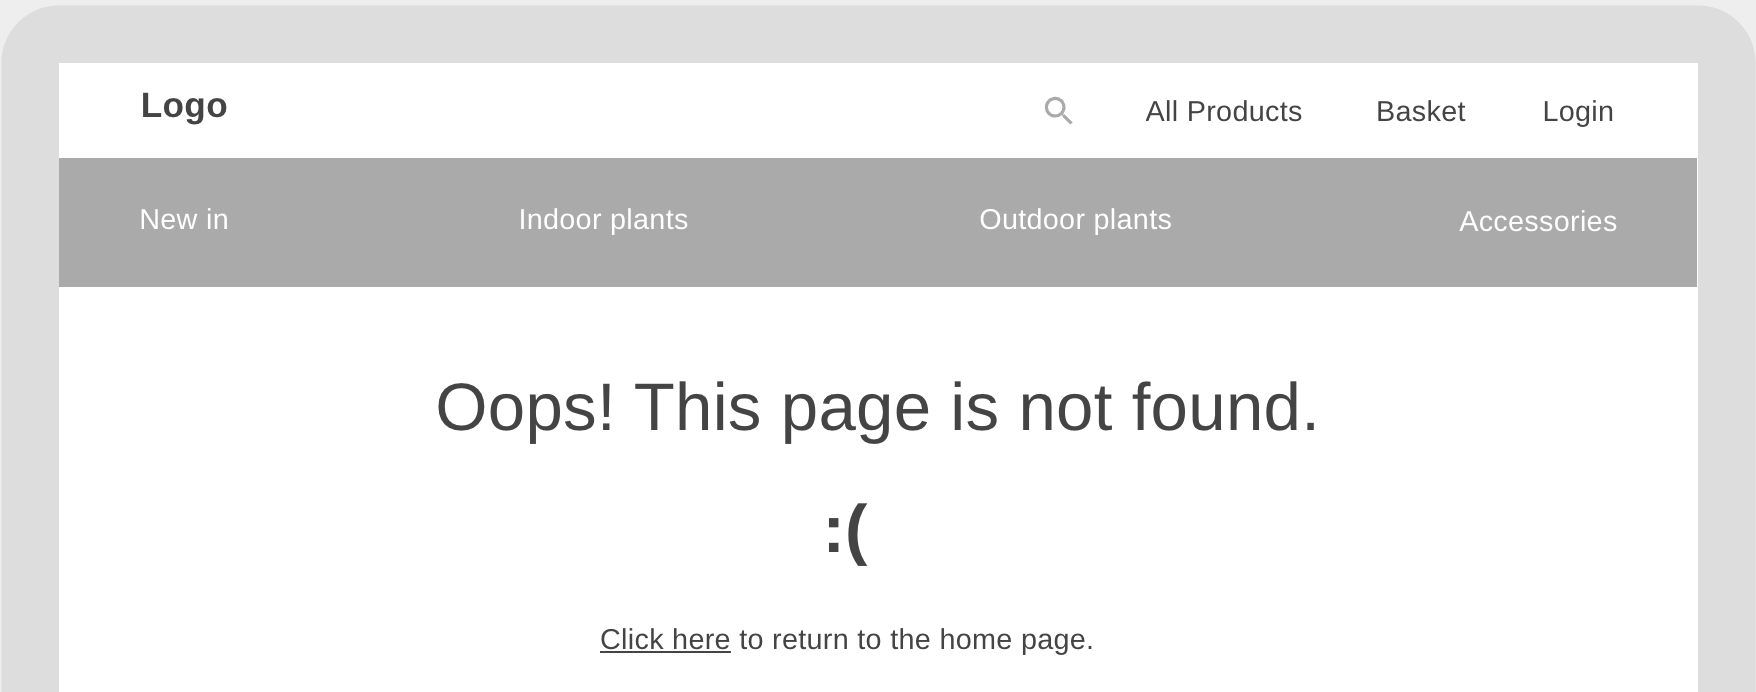 Logo
All Products Basket Login
New in Indoor plants Outdoor plants Accessories
Oops! This page is not found.
:(
Click here to return to the home page.